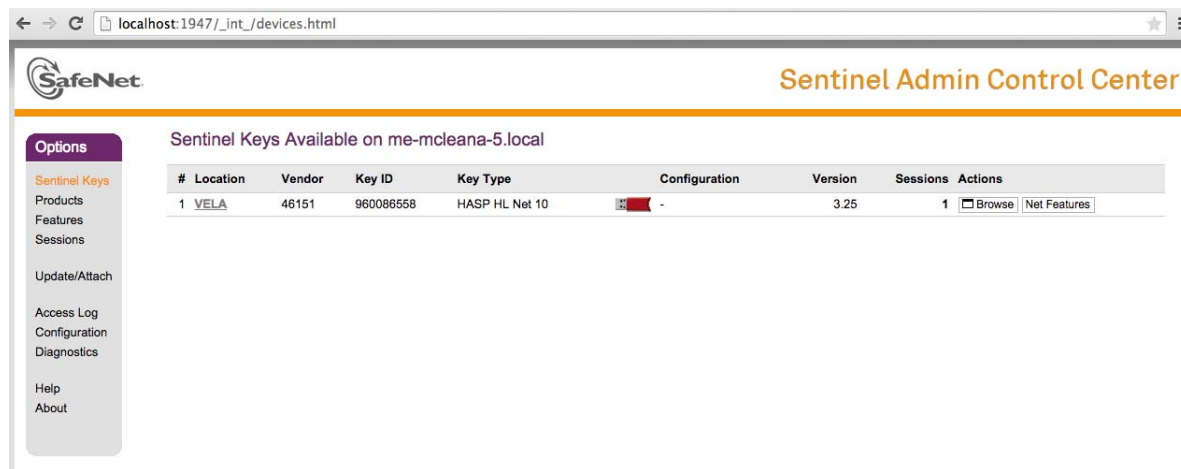 localhost:1947/_int_/devices.html
SafeNet.
Sentinel Admin Control Center
Options
Sentinel Keys
Products
Features
Sessions
Update/Attach
Access Log
Configuration
Diagnostics
Help
About
Sentinel Keys Available on me-mcleana-5.local
# Location Vendor Key ID Key Type Configuration Version Sessions Actions
1 VELA 46151 960086558 HASP HL Net 10 - 3.25 1 Browse Net Features